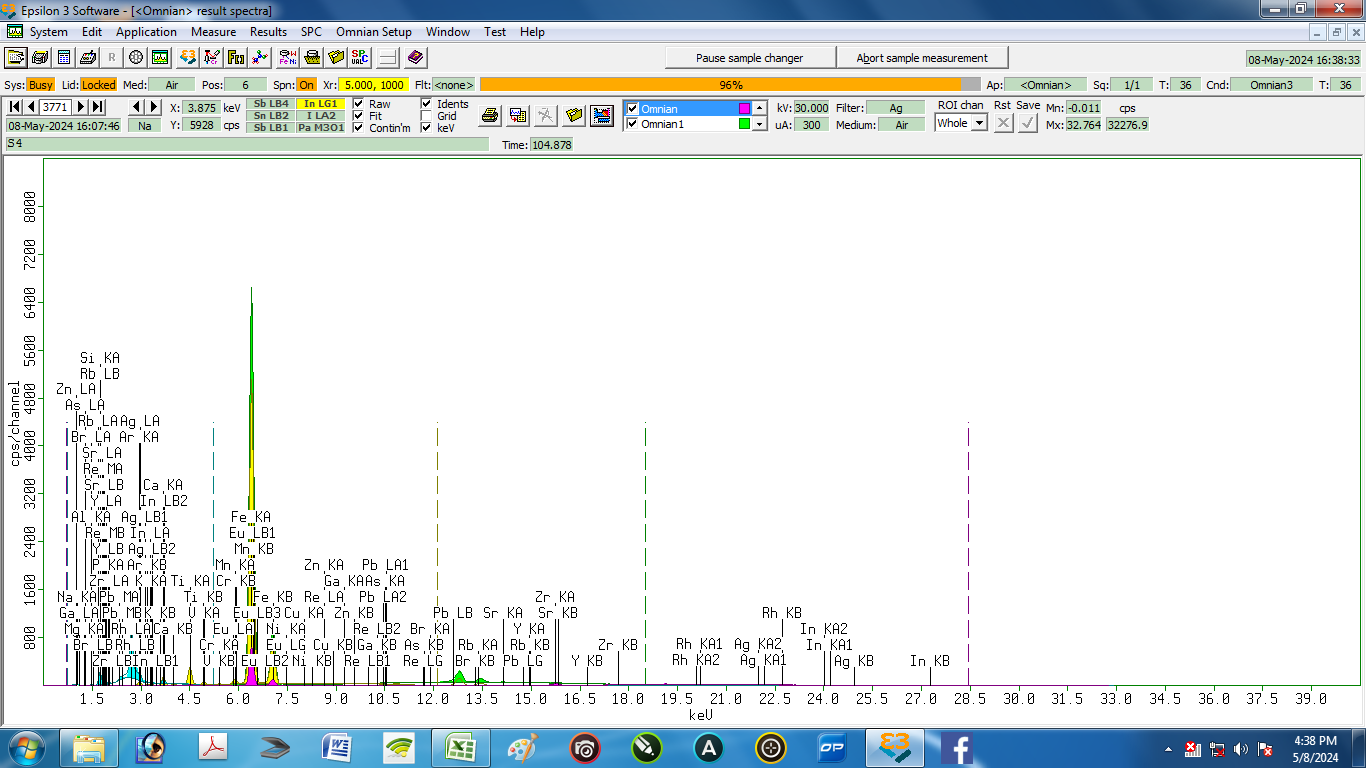 Epsilon 3 Software - [<Omnian> result spectra]
System Edit Application Measure Results SPC Omnian Setup Window Test Help
Pause sample changer Abort sample measurement 08-May-2024 16:38:33
Sys: Busy Lid: Locked Med: Air Pos: 6 Spn: On Xr: 5.000, 1000 Flt: <none> 96% Ap: <Omnian> Sq: 1/1 T: 36 Cnd: Omnian3 T: 36
3771 X: 3.875 keV Sb LB4 In LG1 Raw Idents Omnian kV: 30.000 Filter: Ag ROI chan Rst Save Mn: -0.011 cps
08-May-2024 16:07:46 Na Y: 5928 cps Sn LB2 I LA2 Fit Grid Omnian1 uA: 300 Medium: Air Whole Mx: 32.764 32276.9
Sb LB1 Pa M3O1 Contin'm keV
S4 Time: 104.878
8000
7200
6400
5600
4800
4000
3200
2400
1600
800
cps/channel
Si KA
Rb LB
Zn LA
As LA
Rb LA Ag LA
Br LA Ar KA
Sr LA
Re MA
Sr LB Ca KA
Y LA In LB2
Al KA Ag LB1 Fe KA
Re MB In LA Eu LB1
Y LB Ag LB2 Mn KB
P KA Ar KB Mn KA Zn KA Pb LA1
Zr LA K KA Ti KA Cr KB Ga KA As KA
Na KA Pb MA Ti KB Fe KB Re LA Pb LA2 Zr KA
Ga LA Pb MB K KB V KA Eu LB3 Cu KA Zn KB Pb LB Sr KA Sr KB Rh KB
Mg KA Rh LA Ca KB Eu LA Ni KA Re LB2 Br KA Y KA In KA2
Br LB Rh LB Cr KA Eu LG Cu KB Ga KB As KB Rb KA Rb KB Zr KB Rh KA1 Ag KA2 In KA1
Zr LB In LB1 V KB Eu LB2 Ni KB Re LB1 Re LG Br KB Pb LG Y KB Rh KA2 Ag KA1 Ag KB In KB
1.5 3.0 4.5 6.0 7.5 9.0 10.5 12.0 13.5 15.0 16.5 18.0 19.5 21.0 22.5 24.0 25.5 27.0 28.5 30.0 31.5 33.0 34.5 36.0 37.5 39.0
keV
4:38 PM
5/8/2024